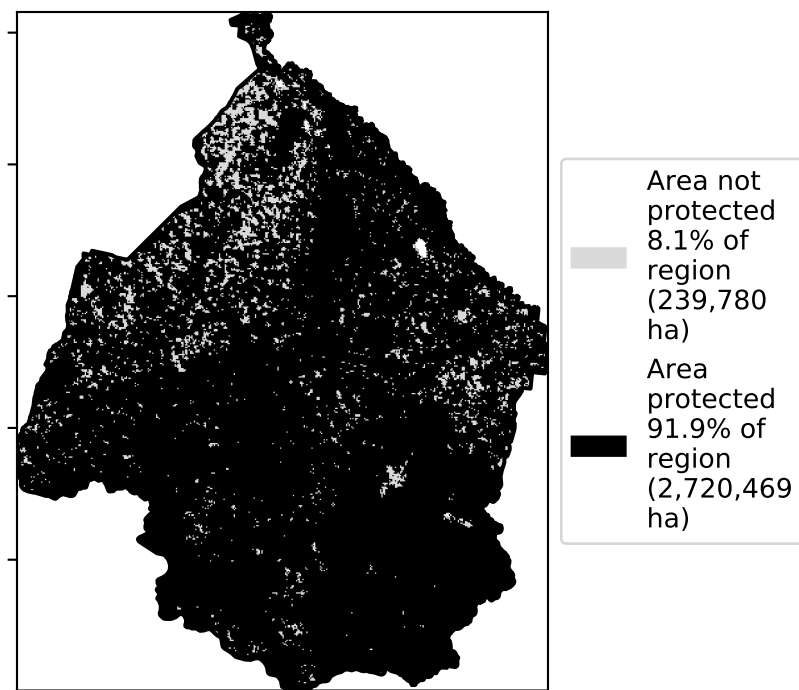 Area not
protected
8.1% of
region
(239,780
ha)
Area
protected
91.9% of
region
(2,720,469
ha)